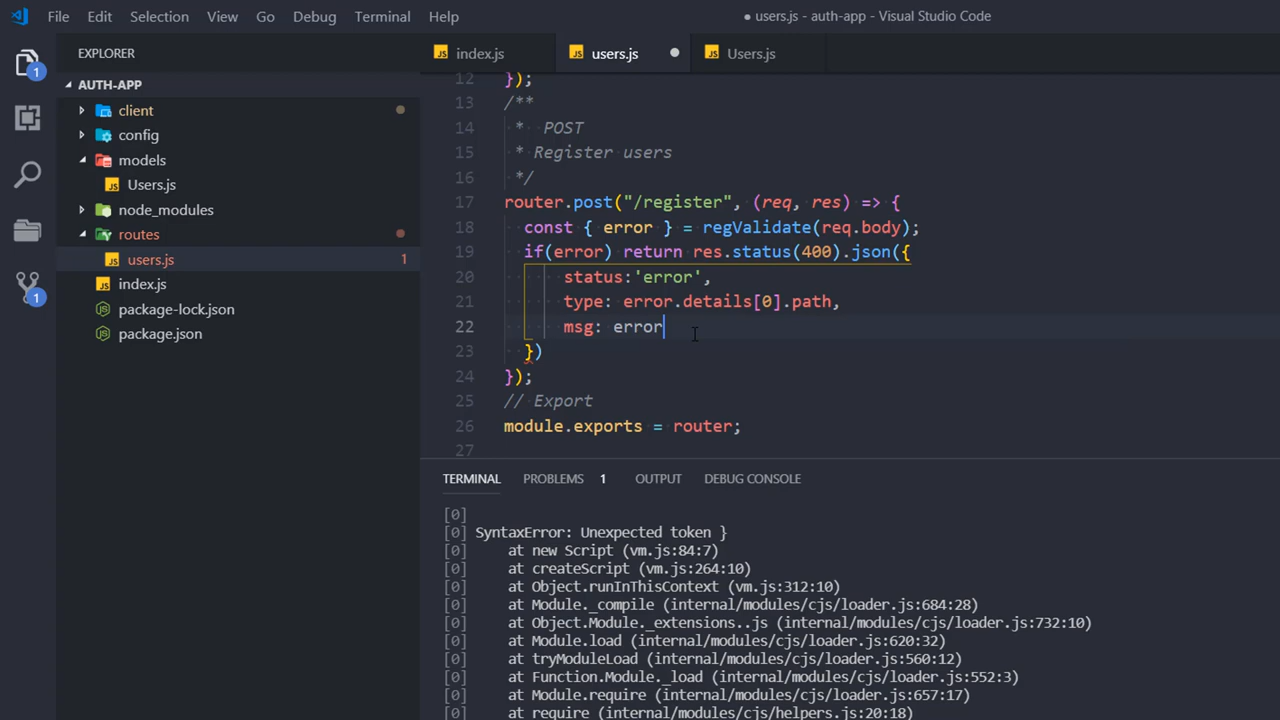 File Edit Selection View Go Debug Terminal Help
● users.js - auth-app - Visual Studio Code
EXPLORER
AUTH-APP
client
config
models
JS Users.js
node_modules
routes
JS users.js 1
JS index.js
package-lock.json
package.json
1
1
JS index.js JS users.js JS Users.js
12 });
13 /**
14 * POST
15 * Register users
16 */
17 router.post("/register", (req, res) => {
18 const { error } = regValidate(req.body);
19 if(error) return res.status(400).json({
20 status:'error',
21 type: error.details[0].path,
22 msg: error
23 })
24 });
25 // Export
26 module.exports = router;
27
TERMINAL PROBLEMS 1 OUTPUT DEBUG CONSOLE
[0]
[0] SyntaxError: Unexpected token }
[0] at new Script (vm.js:84:7)
[0] at createScript (vm.js:264:10)
[0] at Object.runInThisContext (vm.js:312:10)
[0] at Module._compile (internal/modules/cjs/loader.js:684:28)
[0] at Object.Module._extensions..js (internal/modules/cjs/loader.js:732:10)
[0] at Module.load (internal/modules/cjs/loader.js:620:32)
[0] at tryModuleLoad (internal/modules/cjs/loader.js:560:12)
[0] at Function.Module._load (internal/modules/cjs/loader.js:552:3)
[0] at Module.require (internal/modules/cjs/loader.js:657:17)
[0] at require (internal/modules/cjs/helpers.js:20:18)